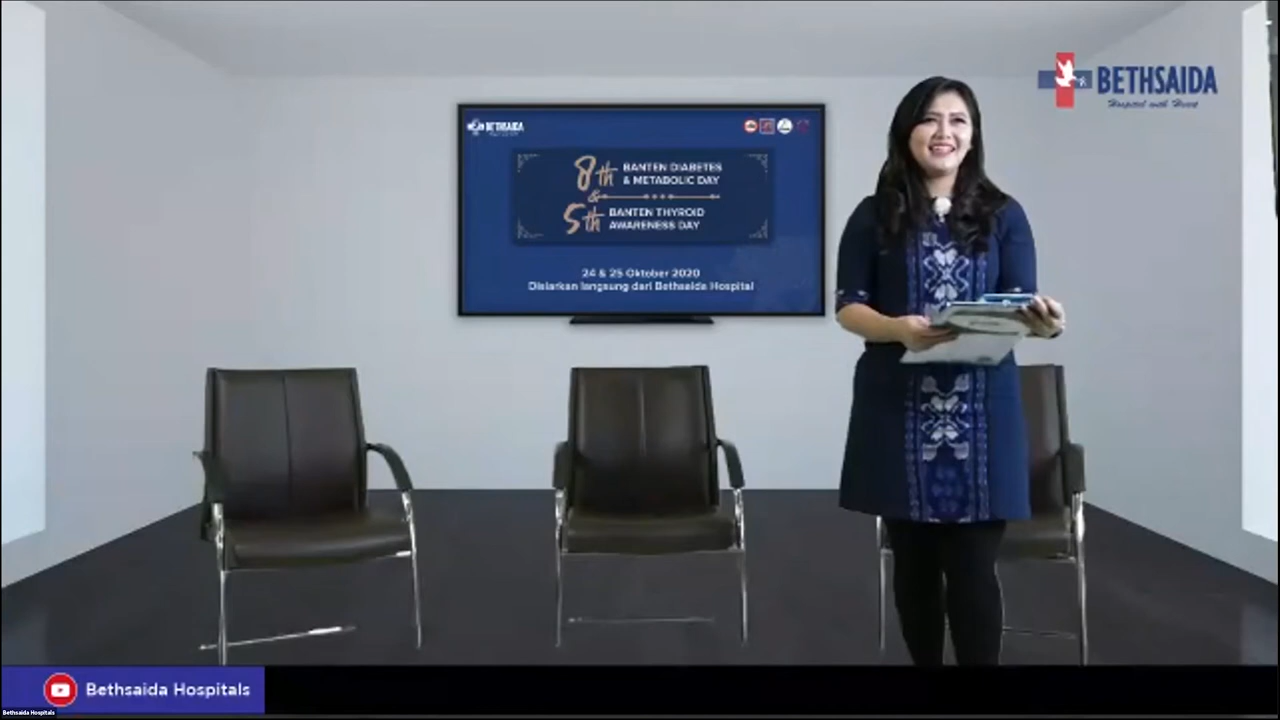 BETHSAIDA
Hospital with Heart
BETHSAIDA
8th BANTEN DIABETES
& METABOLIC DAY
&
5th BANTEN THYROID
AWARENESS DAY
24 & 25 Oktober 2020
Disiarkan langsung dari Bethsaida Hospital
Bethsaida Hospitals
Bethsaida Hospitals